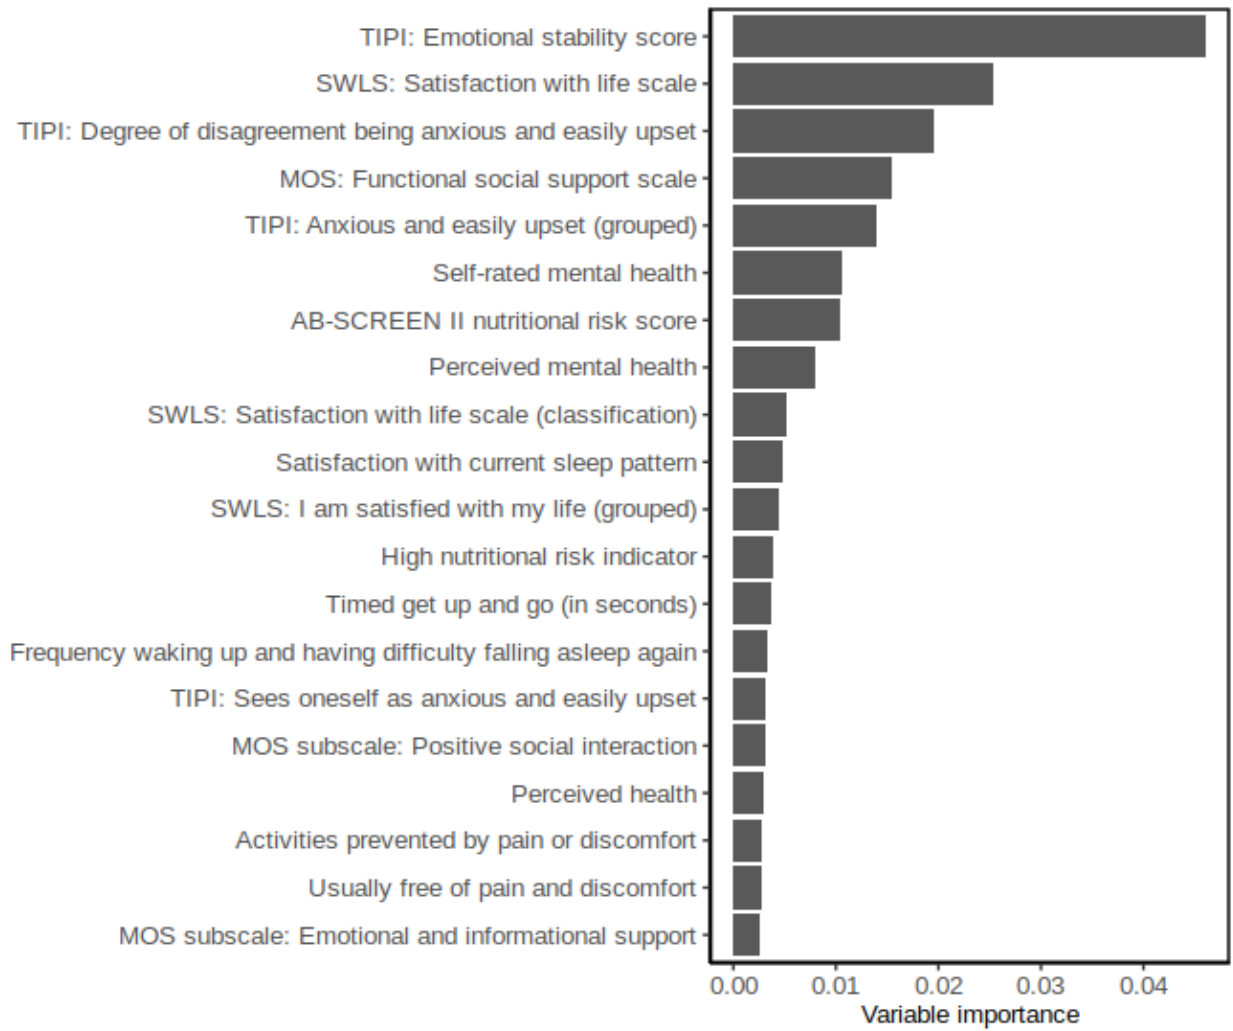 TIPI: Emotional stability score
SWLS: Satisfaction with life scale
TIPI: Degree of disagreement being anxious and easily upset
MOS: Functional social support scale
TIPI: Anxious and easily upset (grouped)
Self-rated mental health
AB-SCREEN II nutritional risk score
Perceived mental health
SWLS: Satisfaction with life scale (classification)
Satisfaction with current sleep pattern
SWLS: I am satisfied with my life (grouped)
High nutritional risk indicator
Timed get up and go (in seconds)
Frequency waking up and having difficulty falling asleep again
TIPI: Sees oneself as anxious and easily upset
MOS subscale: Positive social interaction
Perceived health
Activities prevented by pain or discomfort
Usually free of pain and discomfort
MOS subscale: Emotional and informational support
0.00 0.01 0.02 0.03 0.04
Variable importance